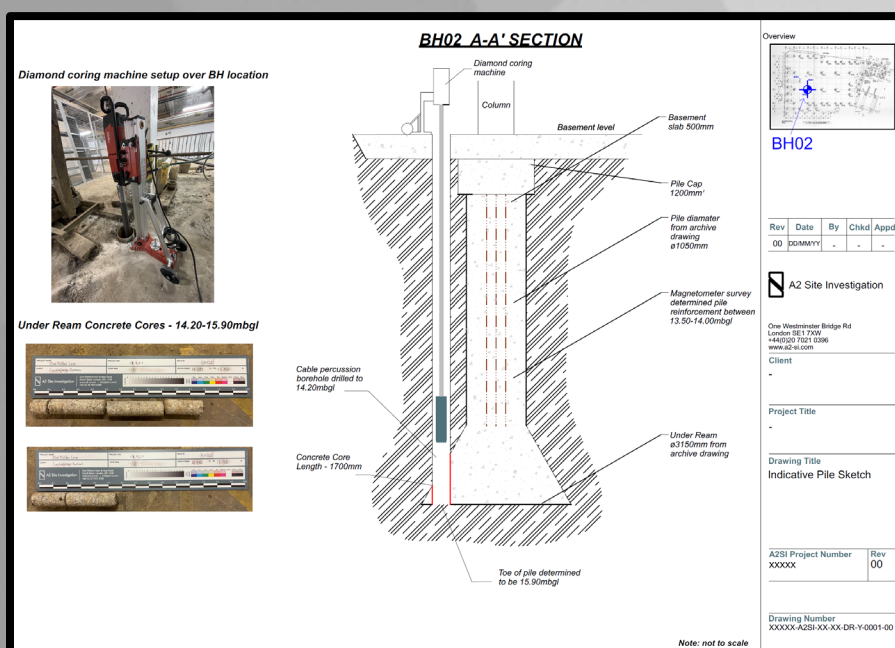 BH02 A-A' SECTION
Diamond coring machine setup over BH location
Under Ream Concrete Cores - 14.20-15.90mbgl
A2 Site Investigation
A2 Site Investigation
Diamond coring
machine
Column
Basement level
Basement
slab 500mm
Pile Cap
1200mm'
Pile diamater
from archive
drawing
ø1050mm
Magnetometer survey
determined pile
reinforcement between
13.50-14.00mbgl
Cable percussion
borehole drilled to
14.20mbgl
Concrete Core
Length - 1700mm
Under Ream
ø3150mm from
archive drawing
Toe of pile determined
to be 15.90mbgl
Note: not to scale
Overview
BH02
Rev Date By Chkd Appd
00 DD/MM/YY - - -
A2 Site Investigation
One Westminster Bridge Rd
London SE1 7XW
+44(0)20 7021 0396
www.a2-si.com
Client
-
Project Title
-
Drawing Title
Indicative Pile Sketch
A2SI Project Number Rev
XXXXX 00
Drawing Number
XXXXX-A2SI-XX-XX-DR-Y-0001-00